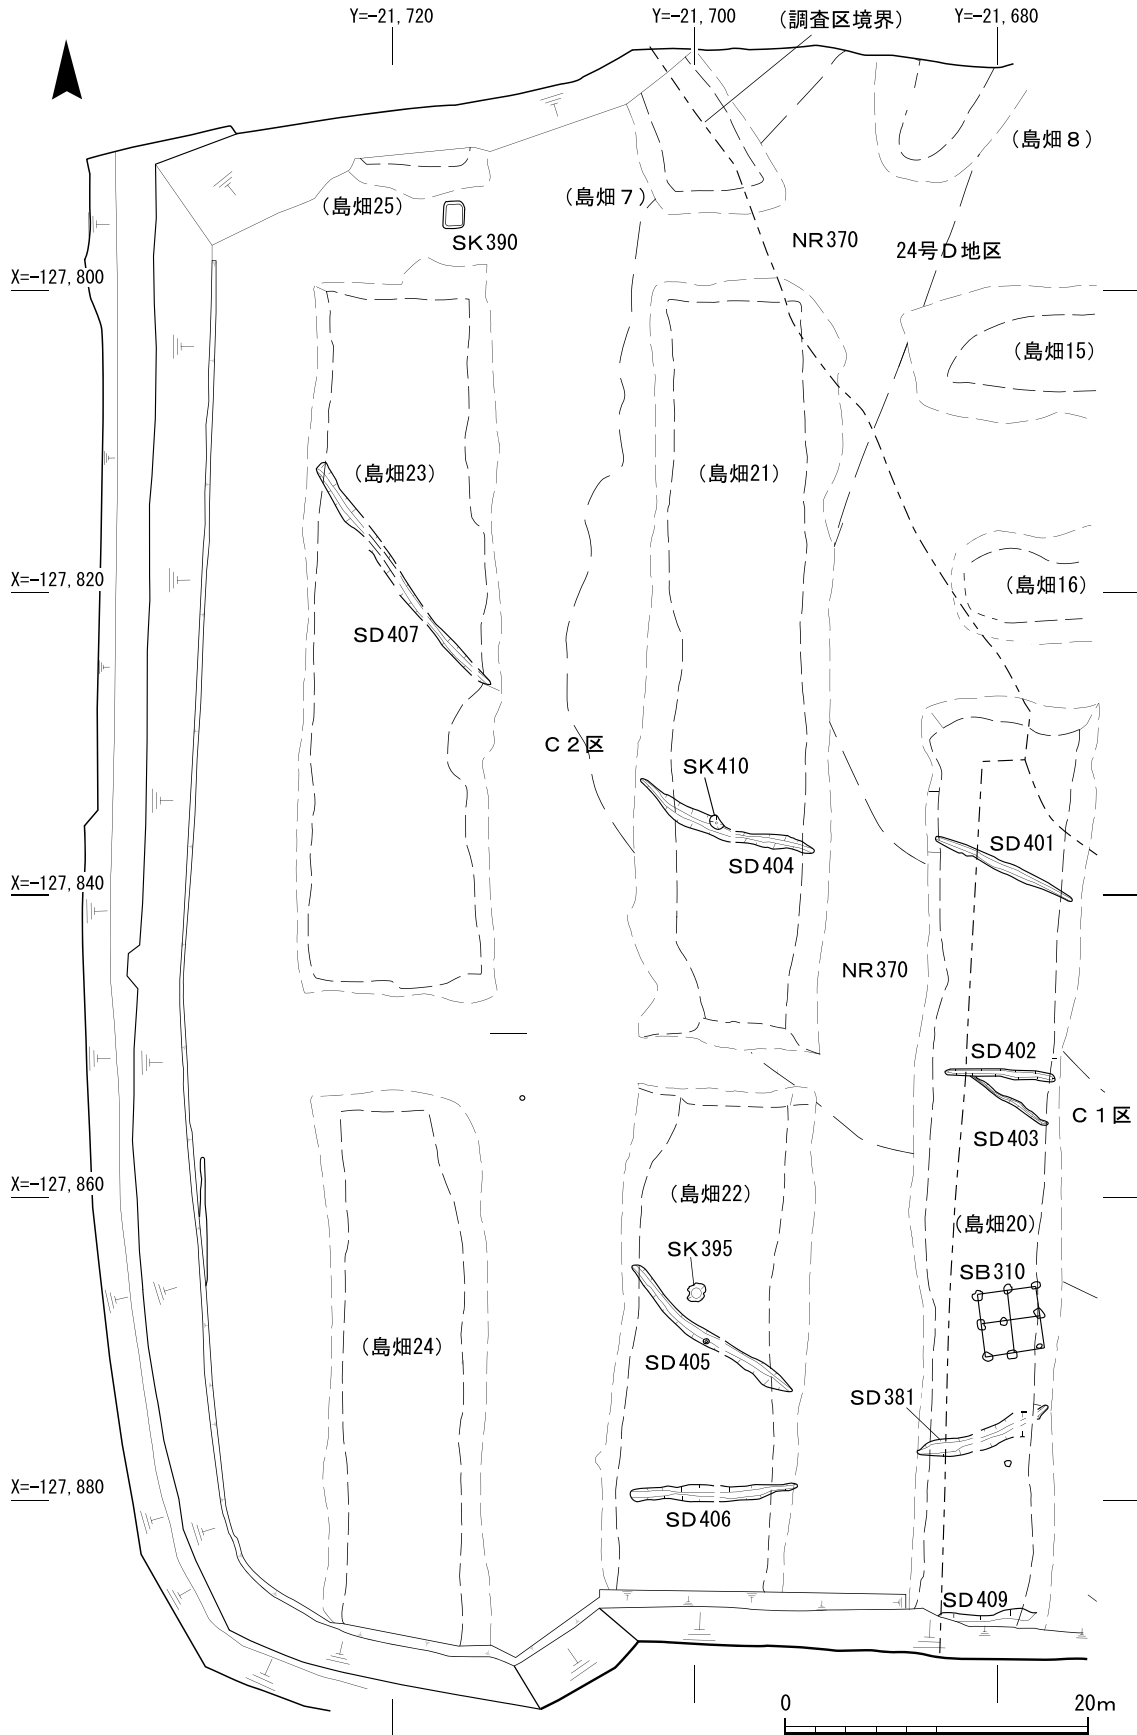 Y=-21,720
Y=-21,700
（調査区境界）
Y=-21,680
（島畑８）
（島畑25）
（島畑７）
SK390
NR370
24号Ｄ地区
X=-127,800
（島畑15）
（島畑23）
（島畑21）
X=-127,820
（島畑16）
SD407
Ｃ２区
SK410
SD401
SD404
X=-127,840
NR370
SD402
Ｃ１区
SD403
X=-127,860
（島畑22）
（島畑20）
SK395
SB310
（島畑24）
SD405
SD381
X=-127,880
SD406
SD409
0
20m